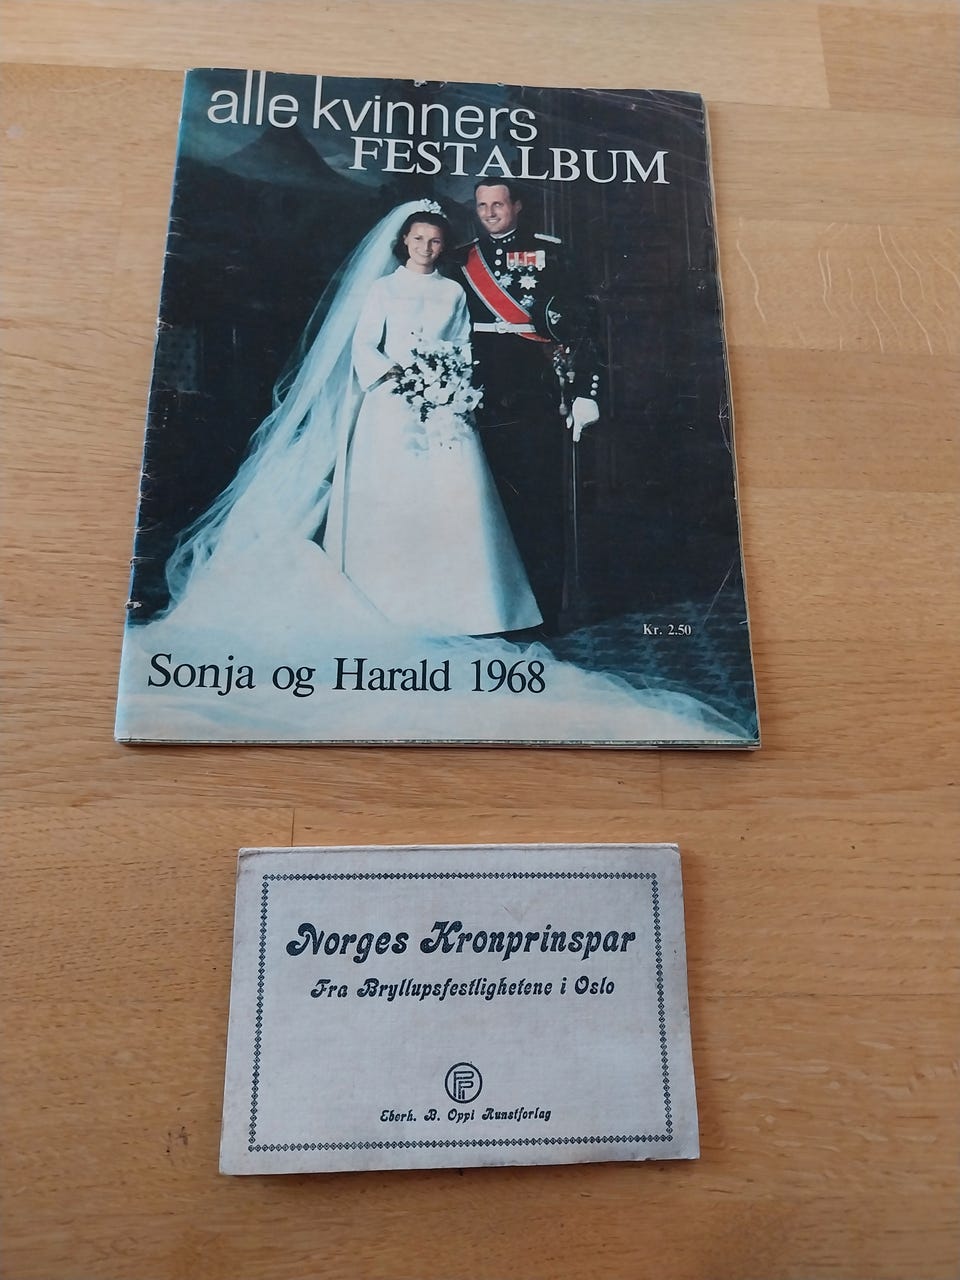 alle kvinners
FESTALBUM
Kr. 2.50
Sonja og Harald 1968
Norges Kronprinspar
Fra Bryllupsfestlighetene i Oslo
Eberh. B. Oppi Kunstforlag